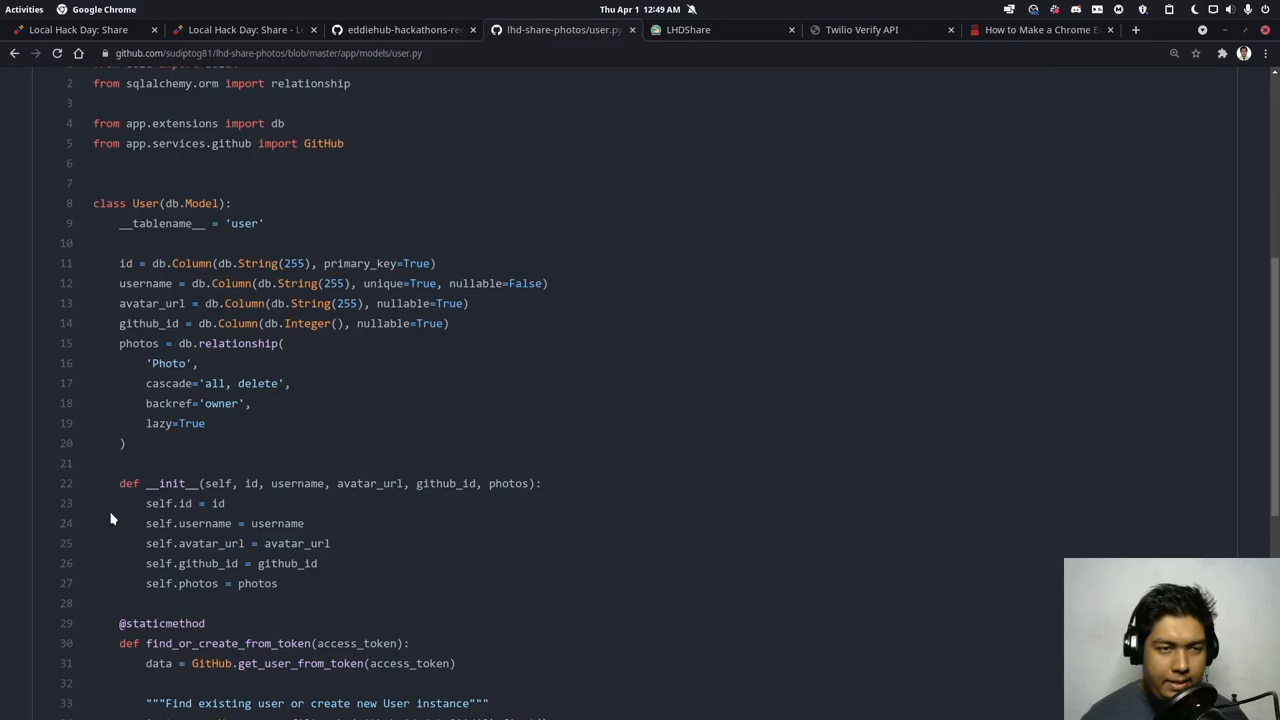 Activities
Google Chrome
Thu Apr 1 12:49 AM
Local Hack Day: Share
Local Hack Day: Share - Le
eddiehub-hackathons-reg
lhd-share-photos/user.py
LHDShare
Twilio Verify API
How to Make a Chrome E
github.com/sudiptog81/lhd-share-photos/blob/master/app/models/user.py
2 from sqlalchemy.orm import relationship
3
4 from app.extensions import db
5 from app.services.github import GitHub
6
7
8 class User(db.Model):
9 __tablename__ = 'user'
10
11 id = db.Column(db.String(255), primary_key=True)
12 username = db.Column(db.String(255), unique=True, nullable=False)
13 avatar_url = db.Column(db.String(255), nullable=True)
14 github_id = db.Column(db.Integer(), nullable=True)
15 photos = db.relationship(
16 'Photo',
17 cascade='all, delete',
18 backref='owner',
19 lazy=True
20 )
21
22 def __init__(self, id, username, avatar_url, github_id, photos):
23 self.id = id
24 self.username = username
25 self.avatar_url = avatar_url
26 self.github_id = github_id
27 self.photos = photos
28
29 @staticmethod
30 def find_or_create_from_token(access_token):
31 data = GitHub.get_user_from_token(access_token)
32
33 """Find existing user or create new User instance"""